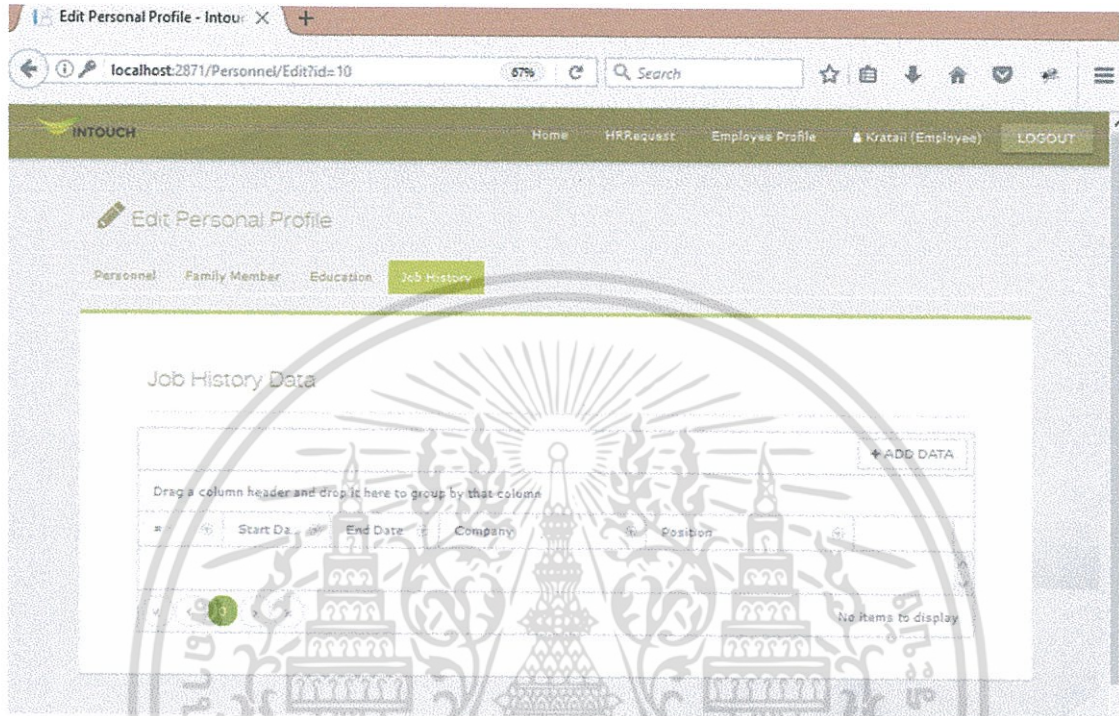 Edit Personal Profile - Intou
localhost:2871/Personnel/Edit?id=10 67% Search
INTOUCH Home HRRequest Employee Profile Kratail (Employee) LOGOUT
Edit Personal Profile
Personnel Family Member Education Job History
Job History Data
+ ADD DATA
Drag a column header and drop it here to group by that column
# Start Da End Date Company Position
0 No items to display